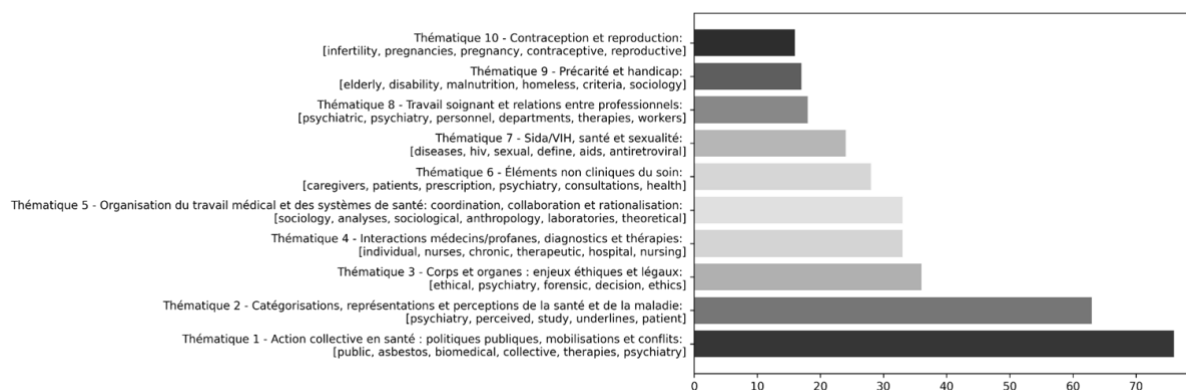 Thématique 10 - Contraception et reproduction:
[infertility, pregnancies, pregnancy, contraceptive, reproductive]
Thématique 9 - Précarité et handicap:
[elderly, disability, malnutrition, homeless, criteria, sociology]
Thématique 8 - Travail soignant et relations entre professionnels:
[psychiatric, psychiatry, personnel, departments, therapies, workers]
Thématique 7 - Sida/VIH, santé et sexualité:
[diseases, hiv, sexual, define, aids, antiretroviral]
Thématique 6 - Éléments non cliniques du soin:
[caregivers, patients, prescription, psychiatry, consultations, health]
Thématique 5 - Organisation du travail médical et des systèmes de santé: coordination, collaboration et rationalisation:
[sociology, analyses, sociological, anthropology, laboratories, theoretical]
Thématique 4 - Interactions médecins/profanes, diagnostics et thérapies:
[individual, nurses, chronic, therapeutic, hospital, nursing]
Thématique 3 - Corps et organes : enjeux éthiques et légaux:
[ethical, psychiatry, forensic, decision, ethics]
Thématique 2 - Catégorisations, représentations et perceptions de la santé et de la maladie:
[psychiatry, perceived, study, underlines, patient]
Thématique 1 - Action collective en santé : politiques publiques, mobilisations et conflits:
[public, asbestos, biomedical, collective, therapies, psychiatry]
0 10 20 30 40 50 60 70